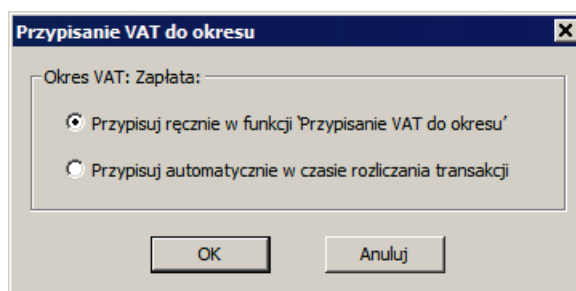 Przypisanie VAT do okresu
Okres VAT: Zapłata:
Przypisuj ręcznie w funkcji 'Przypisanie VAT do okresu'
Przypisuj automatycznie w czasie rozliczania transakcji
OK
Anuluj